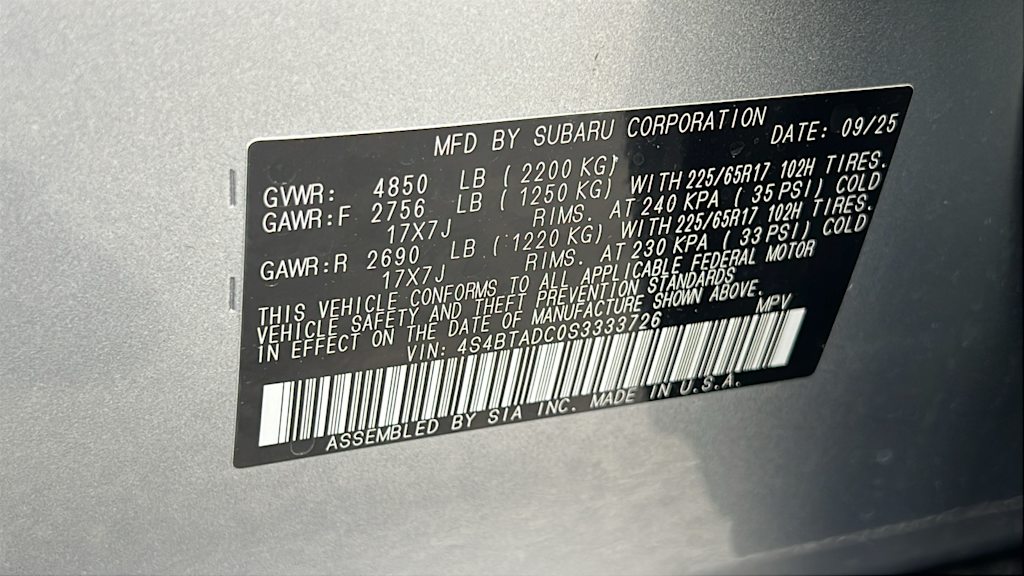 MFD BY SUBARU CORPORATION DATE: 09/25
GVWR: 4850 LB ( 2200 KG)
GAWR:F 2756 LB ( 1250 KG) WITH 225/65R17 102H TIRES.
17X7J RIMS. AT 240 KPA ( 35 PSI) COLD
GAWR:R 2690 LB ( 1220 KG) WITH 225/65R17 102H TIRES.
17X7J RIMS. AT 230 KPA ( 33 PSI) COLD
THIS VEHICLE CONFORMS TO ALL APPLICABLE FEDERAL MOTOR
VEHICLE SAFETY AND THEFT PREVENTION STANDARDS
IN EFFECT ON THE DATE OF MANUFACTURE SHOWN ABOVE.
VIN: 4S4BTADC0S3333726 MPV
ASSEMBLED BY SIA INC. MADE IN U.S.A.